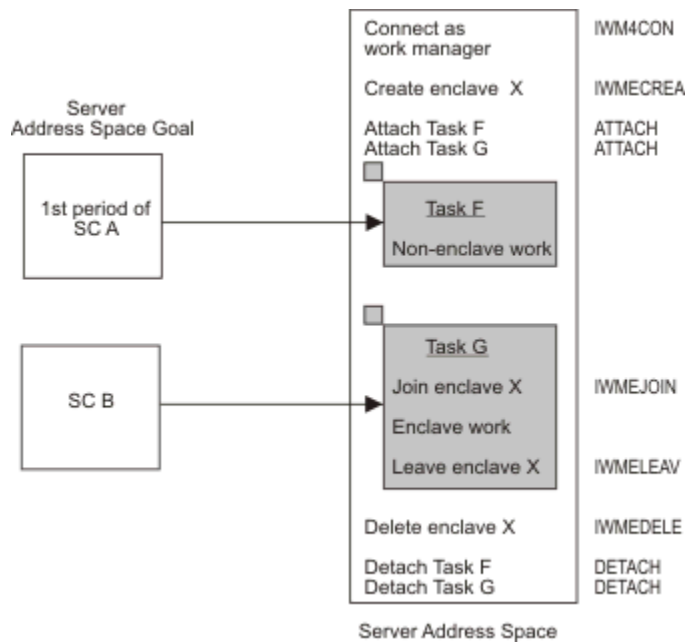 Connect as IWM4CON
work manager
Create enclave X IWMECREA
Server
Address Space Goal
Attach Task F ATTACH
Attach Task G ATTACH
1st period of
SC A
Task F
Non-enclave work
SC B
Task G
Join enclave X IWMEJOIN
Enclave work
Leave enclave X IWMELEAV
Delete enclave X IWMEDELE
Detach Task F DETACH
Detach Task G DETACH
Server Address Space